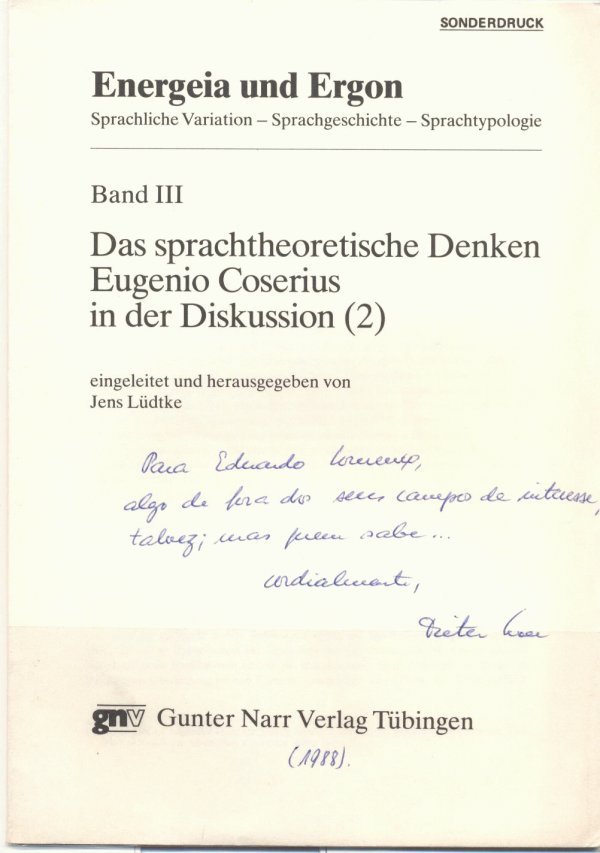 SONDERDRUCK
Energeia und Ergon
Sprachliche Variation – Sprachgeschichte – Sprachtypologie
Band III
Das sprachtheoretische Denken
Eugenio Coserius
in der Diskussion (2)
eingeleitet und herausgegeben von
Jens Lüdtke
Para Eduardo Lourenço,
algo de fora dos seus campos de interesse,
talvez; mas quem sabe...
cordialmente,
Dieter
gnv Gunter Narr Verlag Tübingen
(1988).